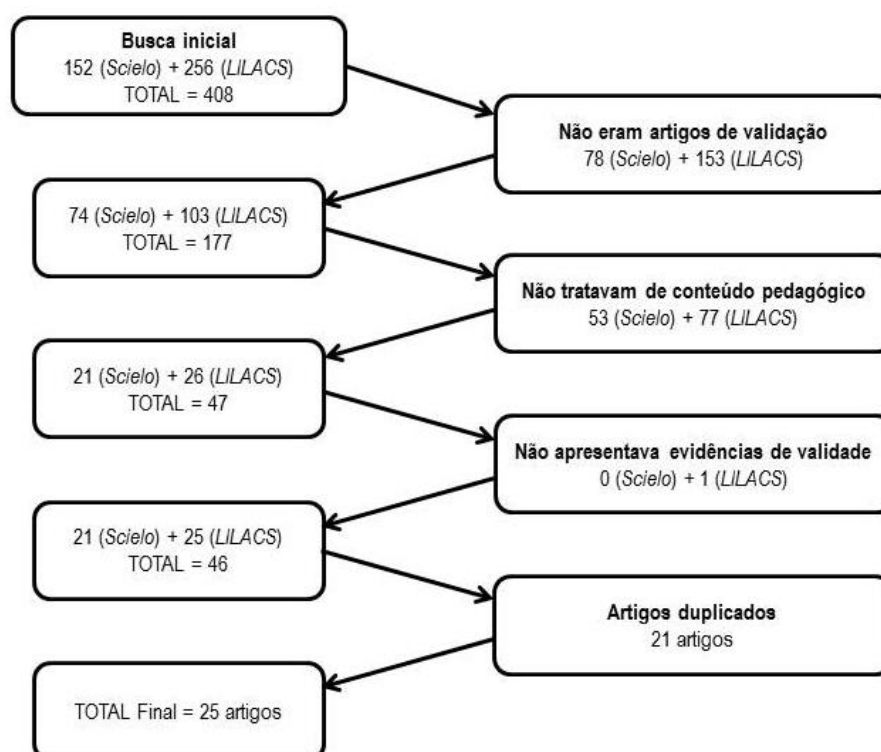 Busca inicial
152 (Scielo) + 256 (LILACS)
TOTAL = 408
Não eram artigos de validação
78 (Scielo) + 153 (LILACS)
74 (Scielo) + 103 (LILACS)
TOTAL = 177
Não tratavam de conteúdo pedagógico
53 (Scielo) + 77 (LILACS)
21 (Scielo) + 26 (LILACS)
TOTAL = 47
Não apresentava evidências de validade
0 (Scielo) + 1 (LILACS)
21 (Scielo) + 25 (LILACS)
TOTAL = 46
Artigos duplicados
21 artigos
TOTAL Final = 25 artigos